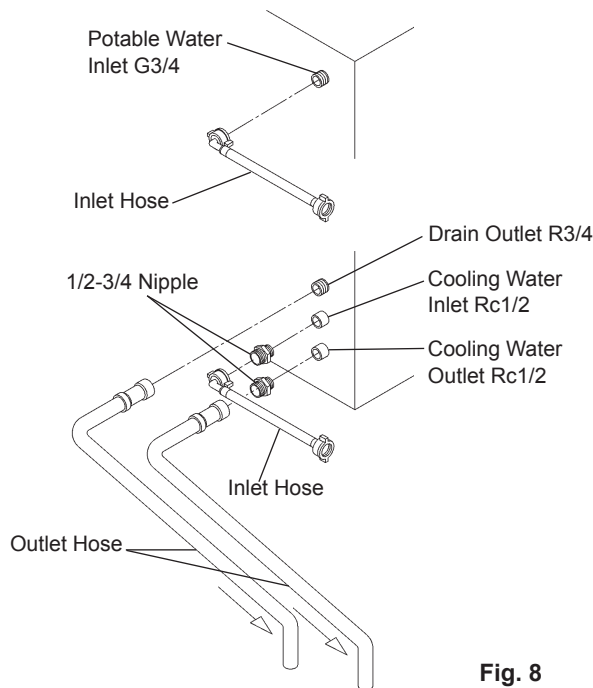 Potable Water
Inlet G3/4
Inlet Hose
Drain Outlet R3/4
1/2-3/4 Nipple
Cooling Water
Inlet Rc1/2
Cooling Water
Outlet Rc1/2
Inlet Hose
Outlet Hose
Fig. 8